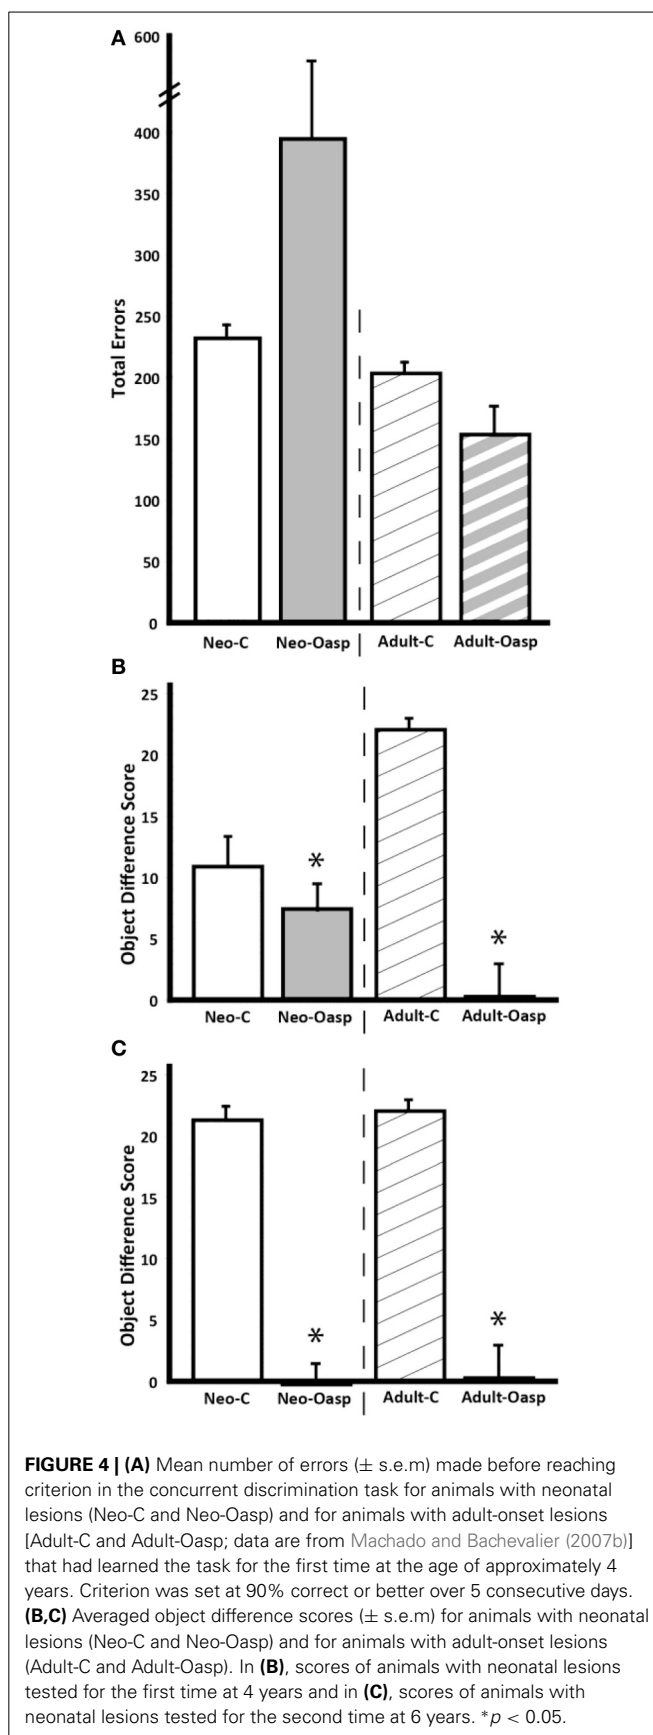 A
600
400
350
300
250
200
150
100
50
0
Total Errors
Neo-C Neo-Oasp Adult-C Adult-Oasp
B
25
20
15
10
5
0
Object Difference Score
*
*
Neo-C Neo-Oasp Adult-C Adult-Oasp
C
25
20
15
10
5
0
Object Difference Score
*
*
Neo-C Neo-Oasp Adult-C Adult-Oasp
FIGURE 4 | (A) Mean number of errors (± s.e.m) made before reaching
criterion in the concurrent discrimination task for animals with neonatal
lesions (Neo-C and Neo-Oasp) and for animals with adult-onset lesions
[Adult-C and Adult-Oasp; data are from Machado and Bachevalier (2007b)]
that had learned the task for the first time at the age of approximately 4
years. Criterion was set at 90% correct or better over 5 consecutive days.
(B,C) Averaged object difference scores (± s.e.m) for animals with neonatal
lesions (Neo-C and Neo-Oasp) and for animals with adult-onset lesions
(Adult-C and Adult-Oasp). In (B), scores of animals with neonatal lesions
tested for the first time at 4 years and in (C), scores of animals with
neonatal lesions tested for the second time at 6 years. *p < 0.05.